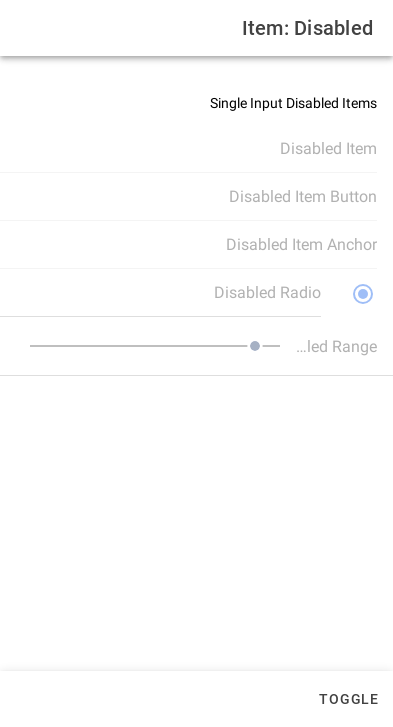 Item: Disabled
Single Input Disabled Items
Disabled Item
Disabled Item Button
Disabled Item Anchor
Disabled Radio
...led Range
TOGGLE